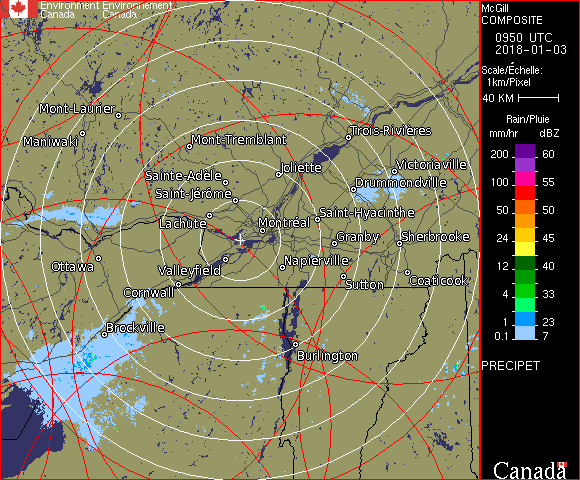 Environment Environnement
Canada Canada
McGill
COMPOSITE
0950 UTC
2018-01-03
Scale/Échelle:
1km/Pixel
40 KM
Rain/Pluie
mm/hr dBZ
200 60
155
100 55
50 50
24 45
12 40
4 33
1 23
0.1 7
PRECIPET
Mont-Laurier
Maniwaki
Mont-Tremblant
Trois-Rivières
Joliette
Victoriaville
Sainte-Adèle
Drummondville
Saint-Jérôme
Lachute
Saint-Hyacinthe
Montréal
Granby
Sherbrooke
Ottawa
Valleyfield
Napierville
Cornwall
Sutton
Coaticook
Brockville
Burlington
Canada